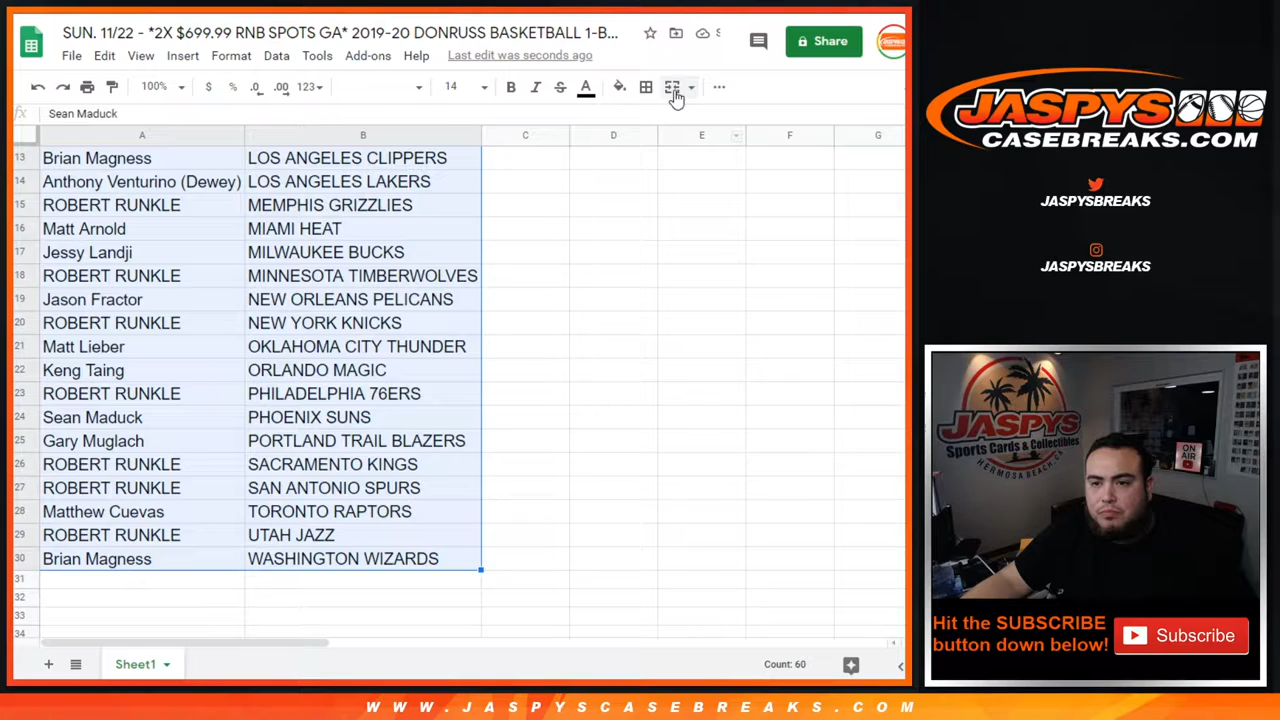 SUN. 11/22 - *2X $699.99 RNB SPOTS GA* 2019-20 DONRUSS BASKETBALL 1-B...
File Edit View Insert Format Data Tools Add-ons Help Last edit was seconds ago
Share
100% $ % .0 .00 123 14 B I S A
fx Sean Maduck
A B C D E F G
13 Brian Magness LOS ANGELES CLIPPERS
14 Anthony Venturino (Dewey) LOS ANGELES LAKERS
15 ROBERT RUNKLE MEMPHIS GRIZZLIES
16 Matt Arnold MIAMI HEAT
17 Jessy Landji MILWAUKEE BUCKS
18 ROBERT RUNKLE MINNESOTA TIMBERWOLVES
19 Jason Fractor NEW ORLEANS PELICANS
20 ROBERT RUNKLE NEW YORK KNICKS
21 Matt Lieber OKLAHOMA CITY THUNDER
22 Keng Taing ORLANDO MAGIC
23 ROBERT RUNKLE PHILADELPHIA 76ERS
24 Sean Maduck PHOENIX SUNS
25 Gary Muglach PORTLAND TRAIL BLAZERS
26 ROBERT RUNKLE SACRAMENTO KINGS
27 ROBERT RUNKLE SAN ANTONIO SPURS
28 Matthew Cuevas TORONTO RAPTORS
29 ROBERT RUNKLE UTAH JAZZ
30 Brian Magness WASHINGTON WIZARDS
31
32
33
34
Sheet1 Count: 60
JASPYS
CASEBREAKS.COM
JASPYSBREAKS
JASPYSBREAKS
JASPYS
Sports Cards & Collectibles
HERMOSA BEACH, CA
ON
AIR
Hit the SUBSCRIBE
button down below!
Subscribe
WWW.JASPYSCASEBREAKS.COM